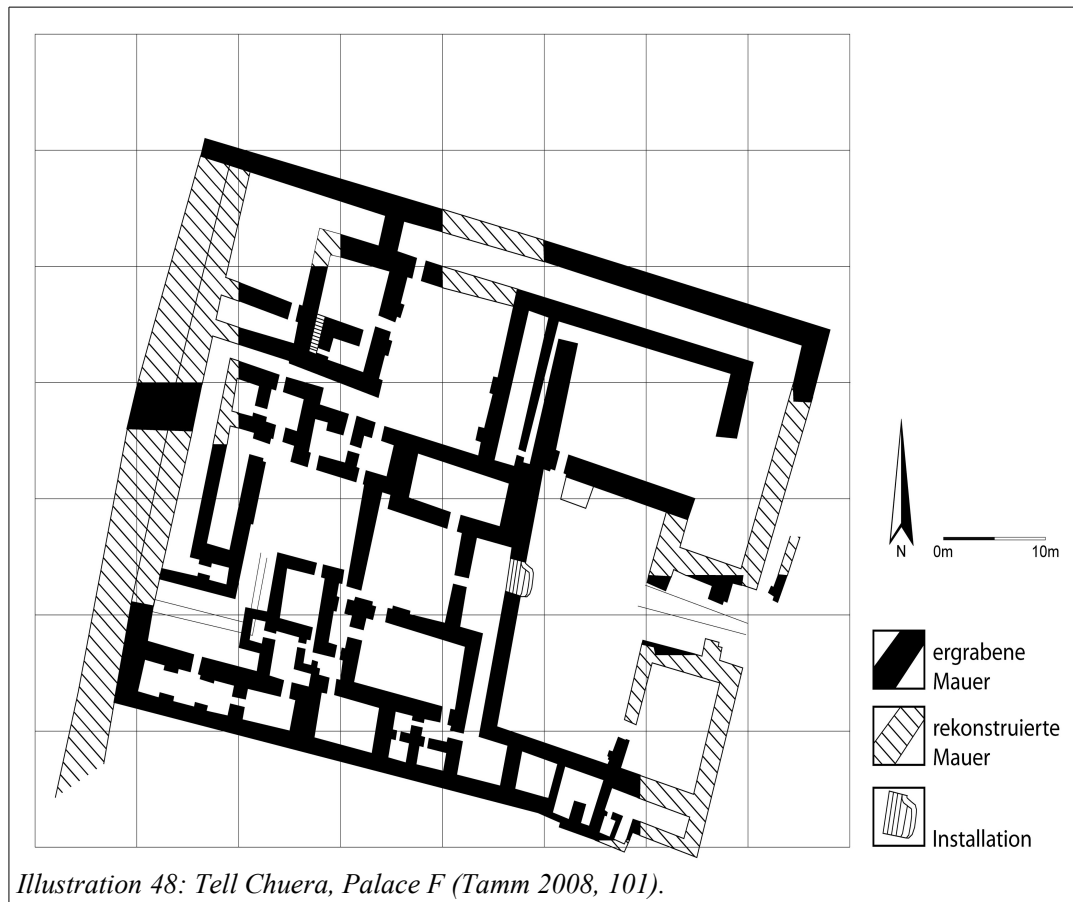 N
0m 10m
ergrabene
Mauer
rekonstruierte
Mauer
Installation
Illustration 48: Tell Chuera, Palace F (Tamm 2008, 101).